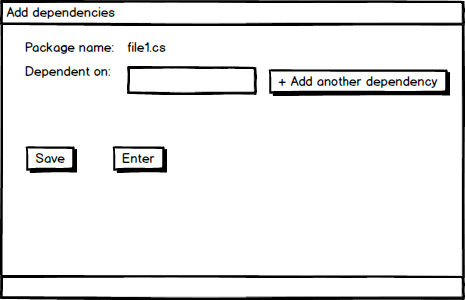 Add dependencies
Package name: file1.cs
Dependent on: + Add another dependency
Save Enter